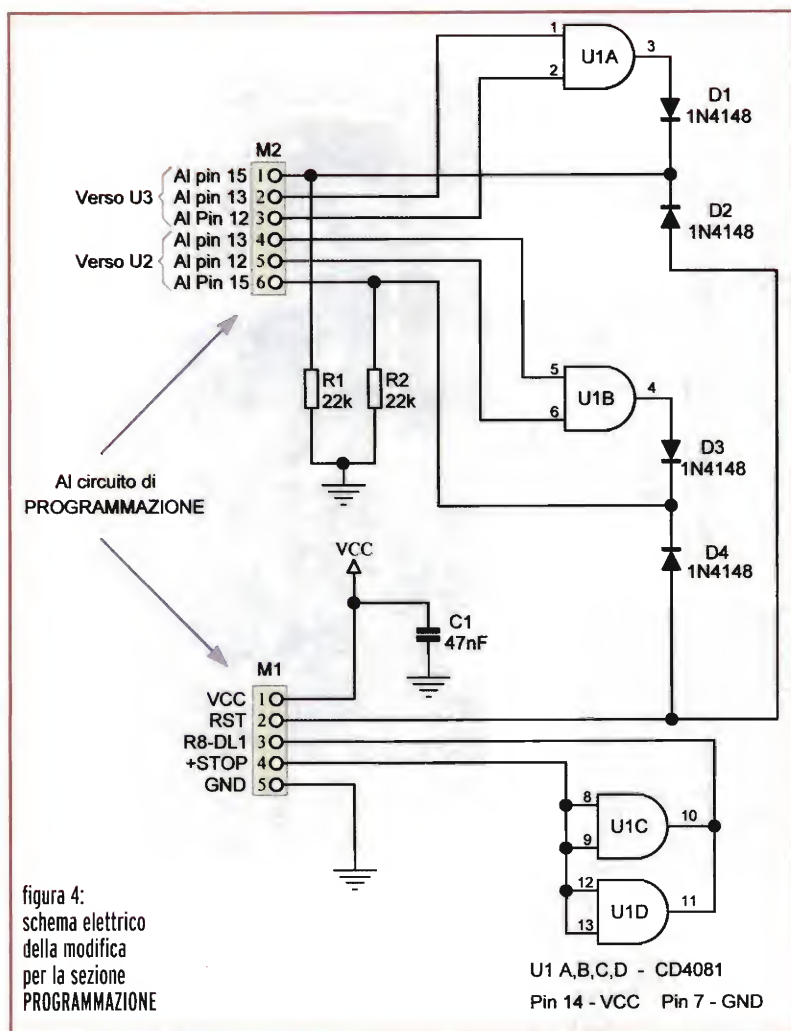 1
2
U1A
3
D1
1N4148
M2
Verso U3
Al pin 15 1
Al pin 13 2
Al Pin 12 3
D2
1N4148
Verso U2
Al pin 13 4
Al pin 12 5
Al Pin 15 6
5
6
U1B
4
R1
22k
R2
22k
D3
1N4148
Al circuito di
PROGRAMMAZIONE
VCC
D4
1N4148
C1
47nF
M1
VCC 1
RST 2
R8-DL1 3
+STOP 4
GND 5
8
9
U1C
10
12
13
U1D
11
figura 4:
schema elettrico
della modifica
per la sezione
PROGRAMMAZIONE
U1 A,B,C,D - CD4081
Pin 14 - VCC Pin 7 - GND